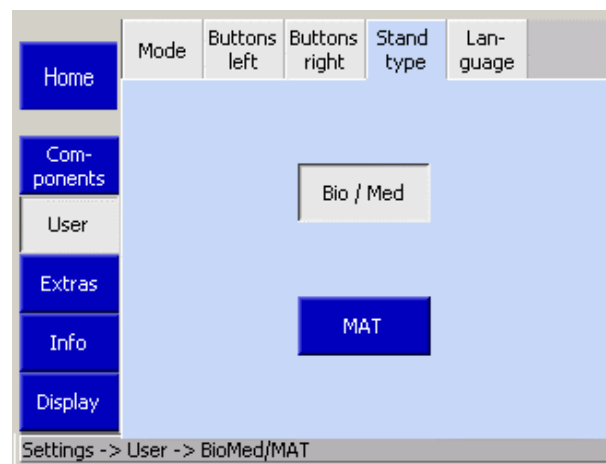 Mode
Buttons
left
Buttons
right
Stand
type
Lan-
guage
Home
Com-
ponents
User
Extras
Info
Display
Bio / Med
MAT
Settings -> User -> BioMed/MAT